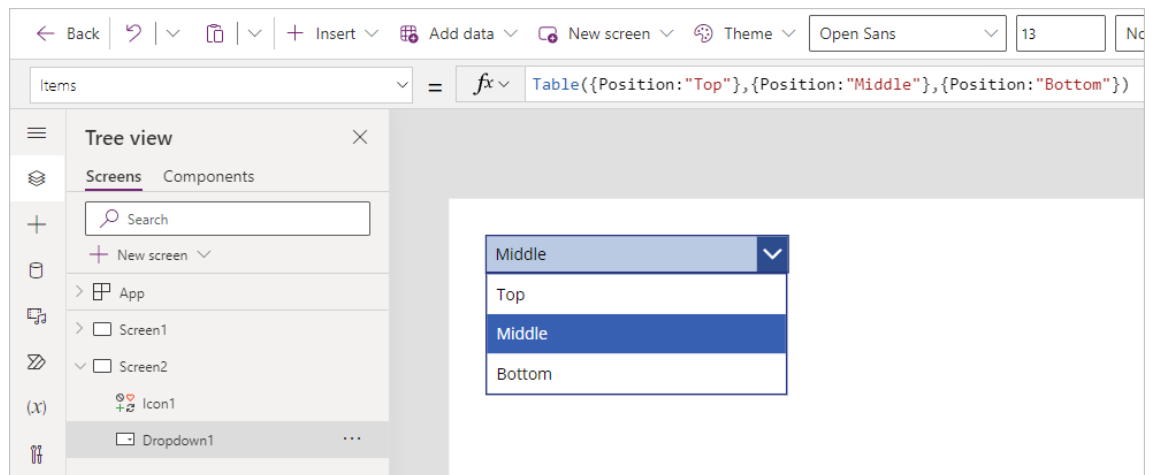 Back Insert Add data New screen Theme Open Sans 13 No
Items = fx Table({Position:"Top"},{Position:"Middle"},{Position:"Bottom"})
Tree view
Screens Components
Search
New screen
App
Screen1
Screen2
Icon1
Dropdown1 ...
(x)
Middle
Top
Middle
Bottom